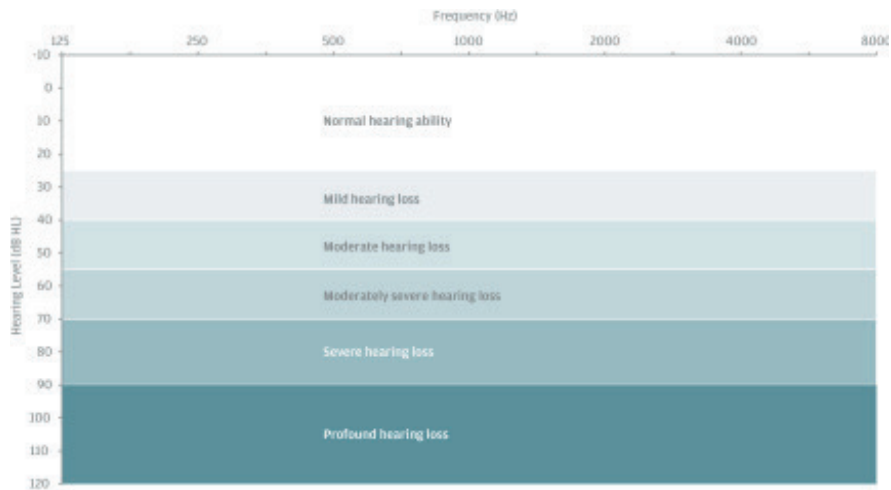 Frequency (Hz)
125 250 500 1000 2000 4000 8000
-10
0
10
Normal hearing ability
20
30
Mild hearing loss
40
Moderate hearing loss
50
60
Moderately severe hearing loss
70
80
Severe hearing loss
90
100
Profound hearing loss
110
120
Hearing Level (dB HL)